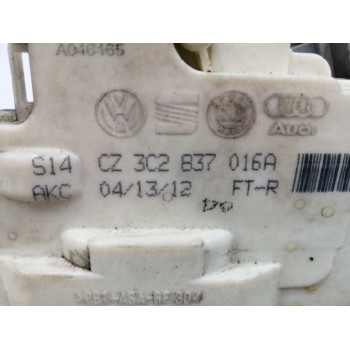 A046465
AUDI
S14 CZ 3C2 837 016A
AKC 04/13/12 FT-R